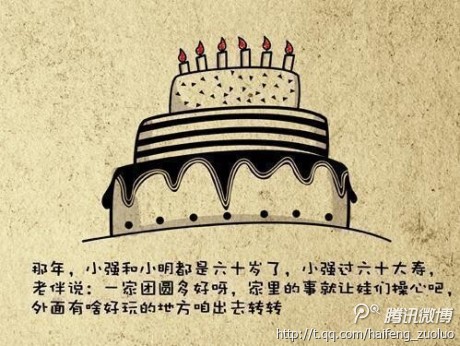 那年，小强和小明都是六十岁了，小强过六十大寿，
老伴说：一家团圆多好呀，家里的事就让娃们操心吧，
外面有啥好玩的地方咱出去转转
腾讯微博
http://t.qq.com/haifeng_zuoluo